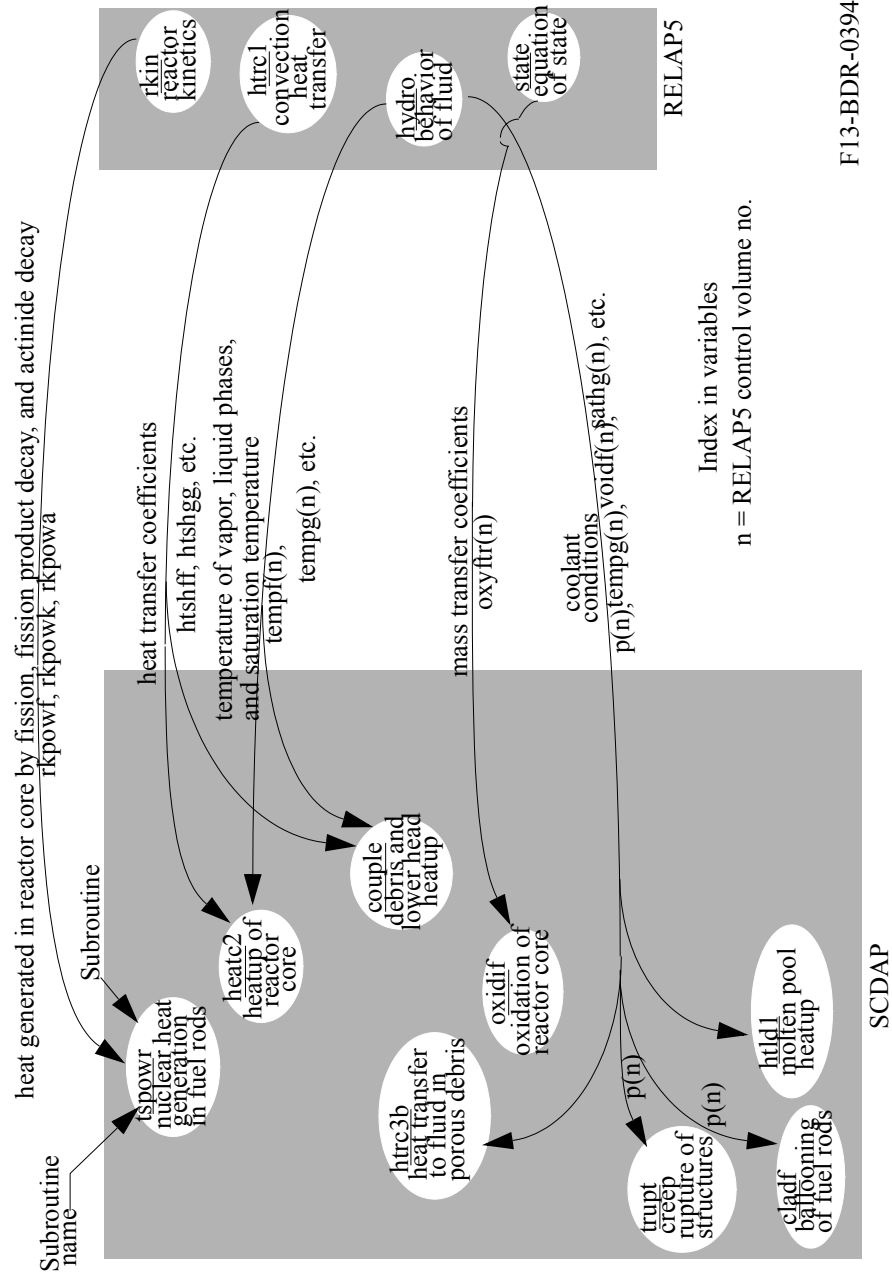 heat generated in reactor core by fission, fission product decay, and actinide decay
rkpowf, rkpowk, rkpowa
Subroutine
name
Subroutine
tspowr
nuclear heat
generation
in fuel rods
rkin
reactor
kinetics
heat transfer coefficients
htshff, htshgg, etc.
heatc2
heatup of
reactor
core
htrc1
convection
heat
transfer
temperature of vapor, liquid phases,
and saturation temperature
tempf(n),
tempg(n), etc.
couple
debris and
lower head
heatup
hydro
behavior
of fluid
htrc3b
heat transfer
to fluid in
porous debris
mass transfer coefficients
oxyftr(n)
oxidif
oxidation of
reactor core
state
equation
of state
coolant
conditions
p(n), tempg(n), voidf(n), sathg(n), etc.
p(n)
trupt
creep
rupture of
structures
p(n)
cladf
ballooning
of fuel rods
htld1
molten pool
heatup
RELAP5
SCDAP
Index in variables
n = RELAP5 control volume no.
F13-BDR-0394